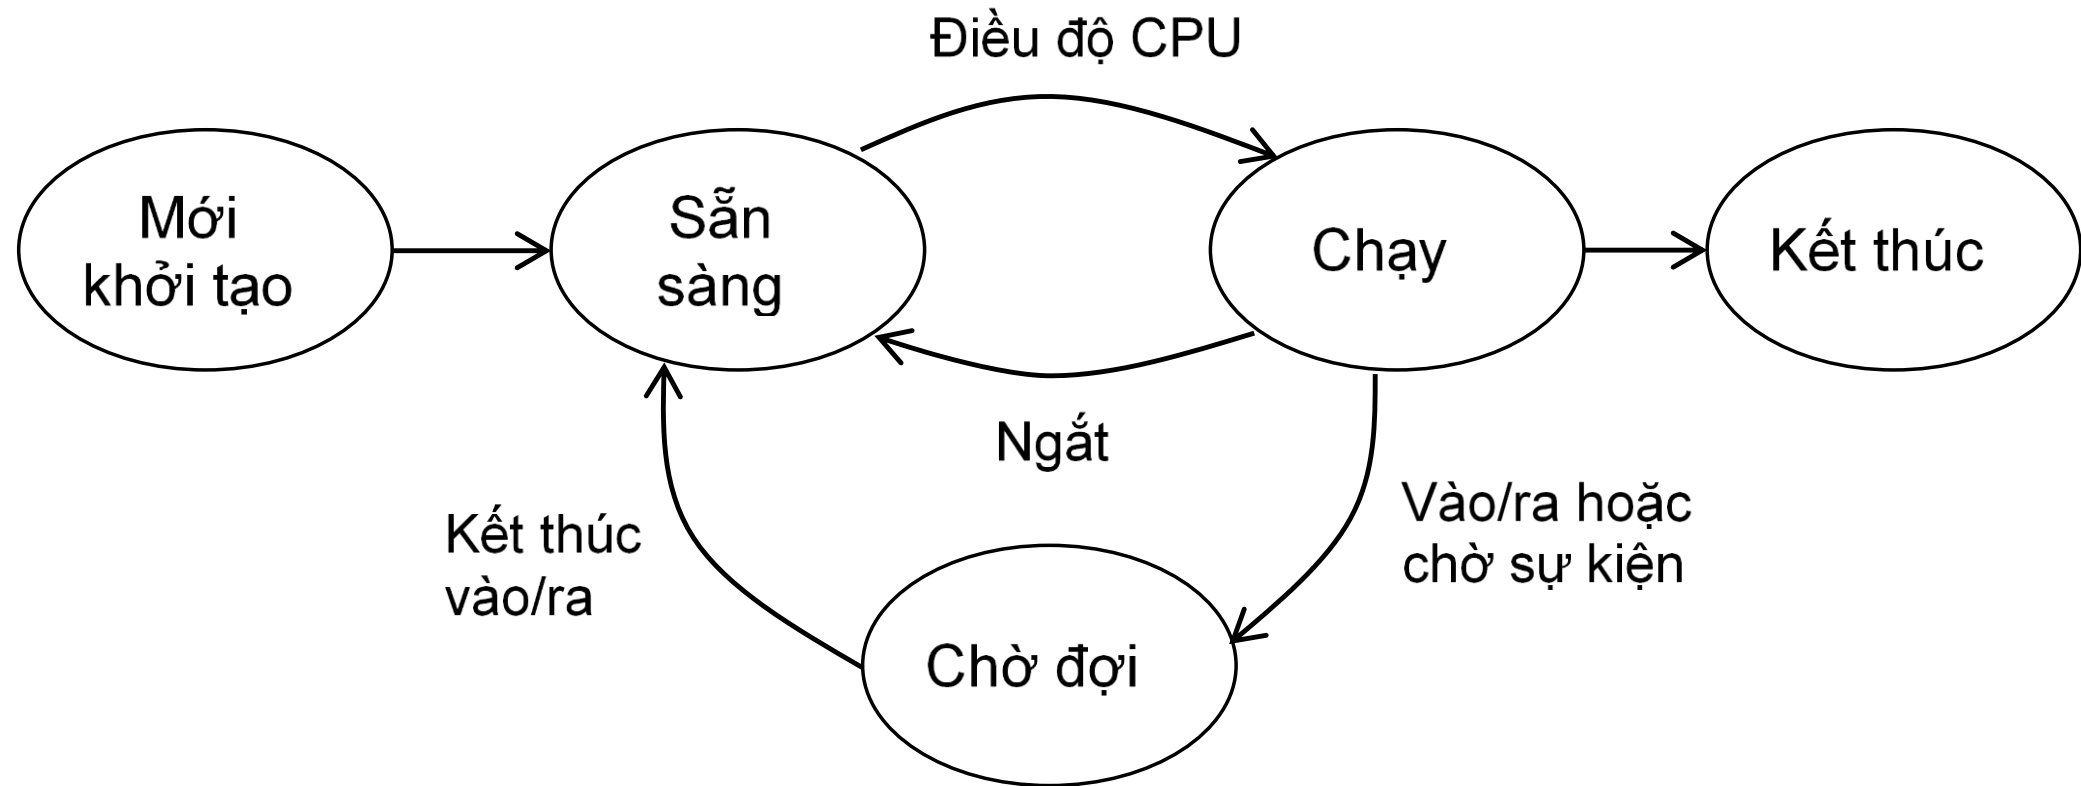 Điều độ CPU
Mới
khởi tạo
Sẵn
sàng
Chạy
Kết thúc
Ngắt
Kết thúc
vào/ra
Vào/ra hoặc
chờ sự kiện
Chờ đợi